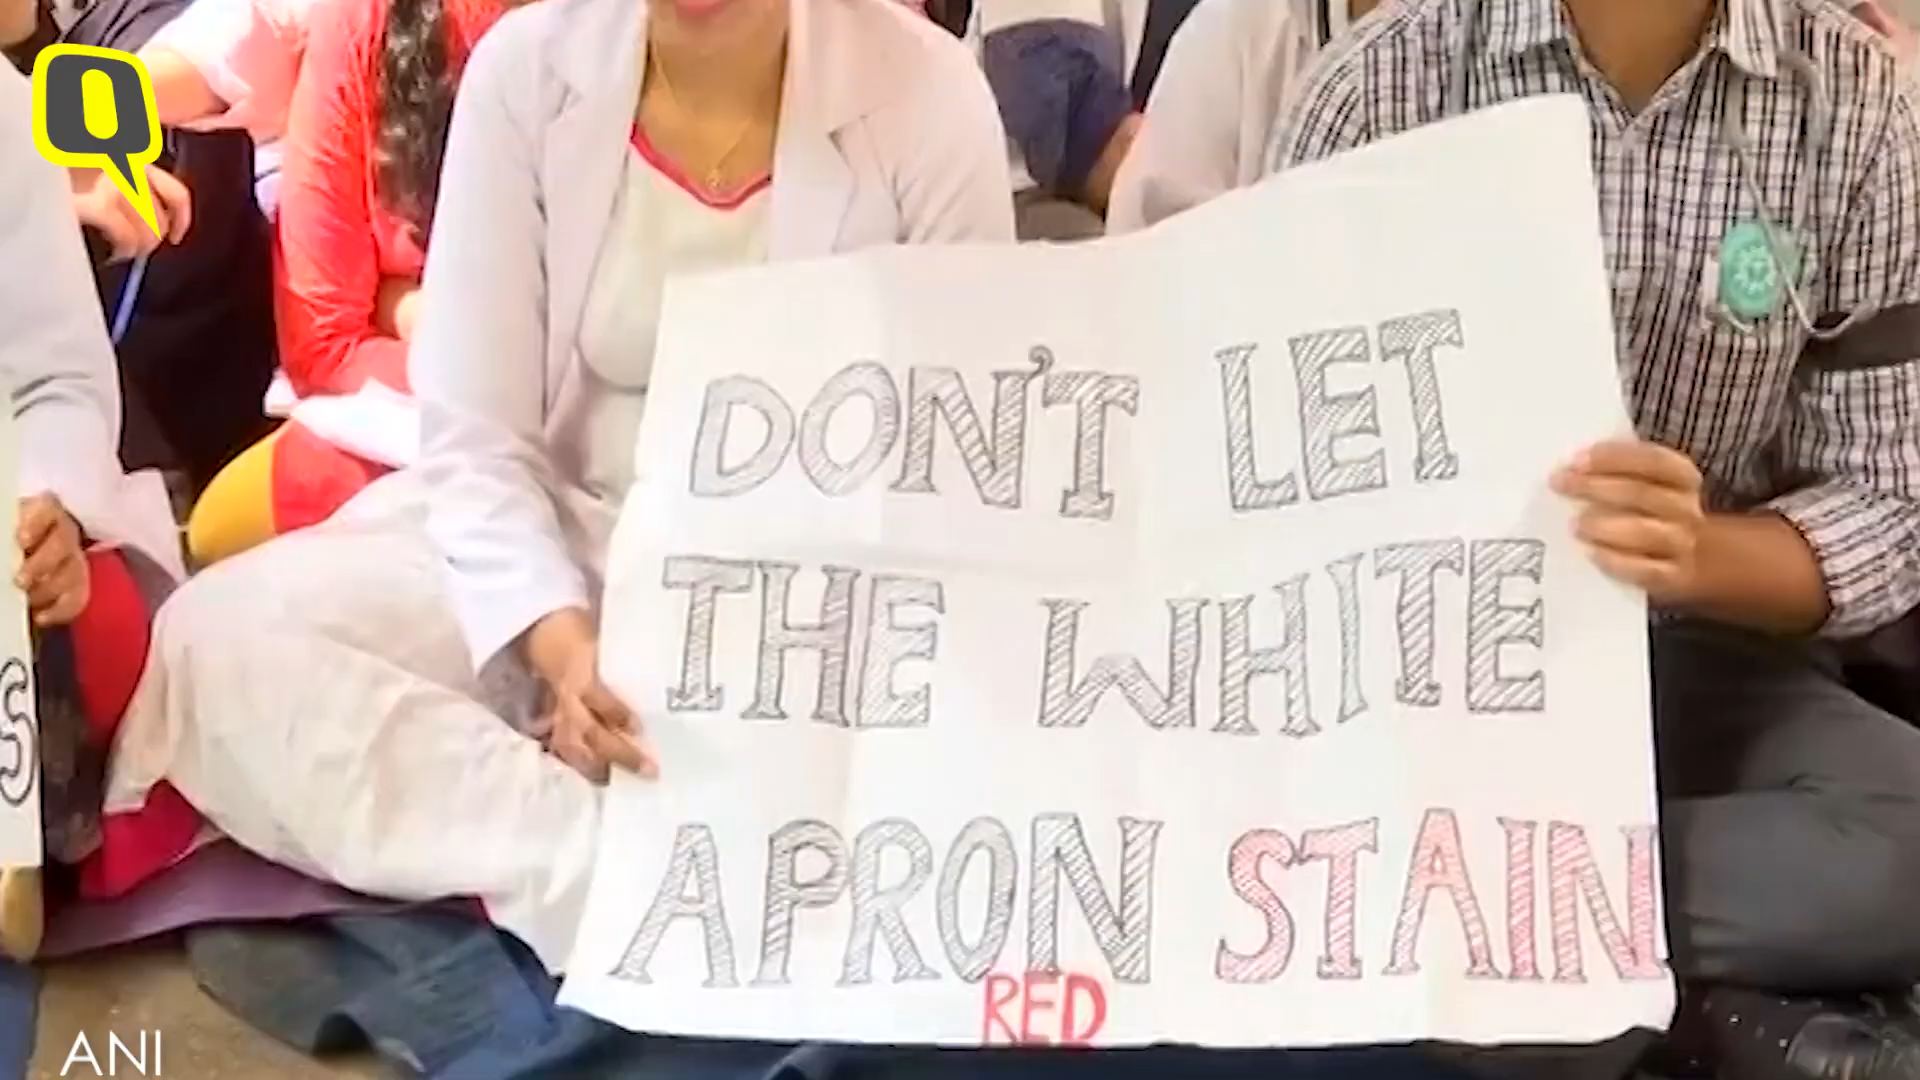 Q
DON'T LET
THE WHITE
APRON STAIN
RED
S
ANI